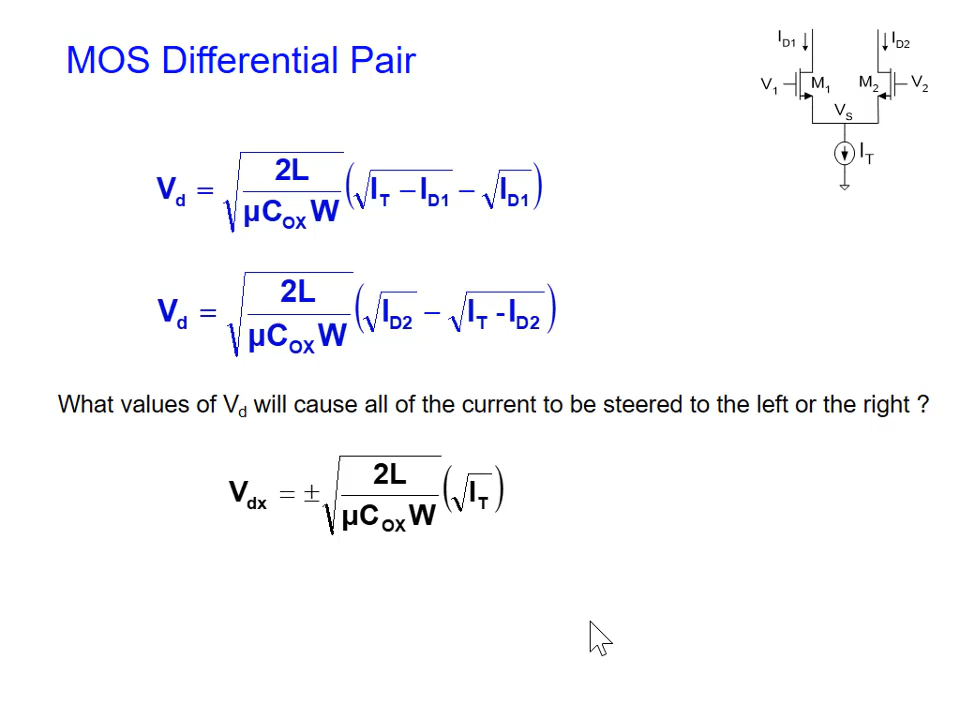 MOS Differential Pair
I_D1 I_D2
V_1 M_1 M_2 V_2
V_S
I_T
V_d = √(2L / µC_OX W) (√(I_T − I_D1) − √(I_D1))
V_d = √(2L / µC_OX W) (√(I_D2) − √(I_T - I_D2))
What values of V_d will cause all of the current to be steered to the left or the right ?
V_dx = ±√(2L / µC_OX W) (√(I_T))